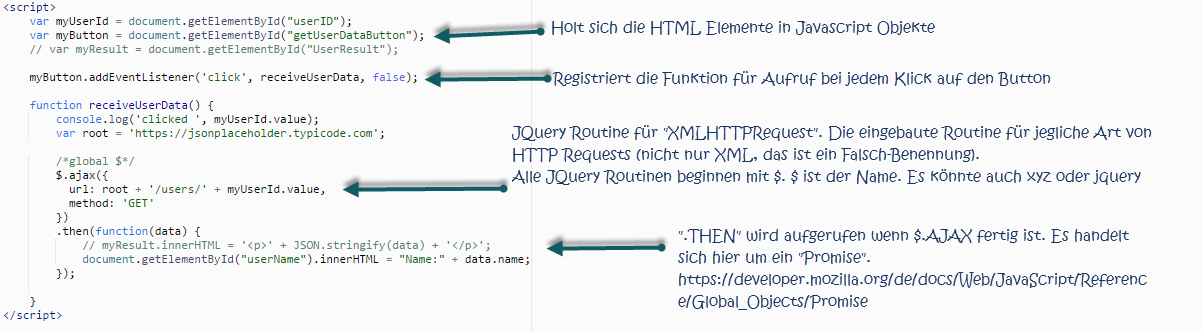 <script>
var myUserId = document.getElementById("userID");
var myButton = document.getElementById("getUserDataButton");
// var myResult = document.getElementById("UserResult");
Holt sich die HTML Elemente in Javascript Objekte
myButton.addEventListener('click', receiveUserData, false);
Registriert die Funktion für Aufruf bei jedem Klick auf den Button
function receiveUserData() {
console.log('clicked ', myUserId.value);
var root = 'https://jsonplaceholder.typicode.com';
/*global $*/
$.ajax({
url: root + '/users/' + myUserId.value,
method: 'GET'
})
JQuery Routine für "XMLHTTPRequest". Die eingebaute Routine für jegliche Art von
HTTP Requests (nicht nur XML, das ist ein Falsch-Benennung).
Alle JQuery Routinen beginnen mit $. $ ist der Name. Es könnte auch xyz oder jquery
.then(function(data) {
// myResult.innerHTML = '<p>' + JSON.stringify(data) + '</p>';
document.getElementById("userName").innerHTML = "Name:" + data.name;
});
}
</script>
".THEN" wird aufgerufen wenn $.AJAX fertig ist. Es handelt
sich hier um ein "Promise".
https://developer.mozilla.org/de/docs/Web/JavaScript/Referenc
e/Global_Objects/Promise